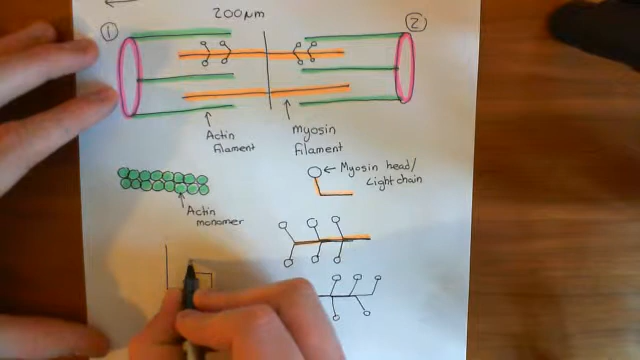 200µm
①
②
Actin
filament
Myosin
filament
Myosin head/
Light chain
Actin
monomer